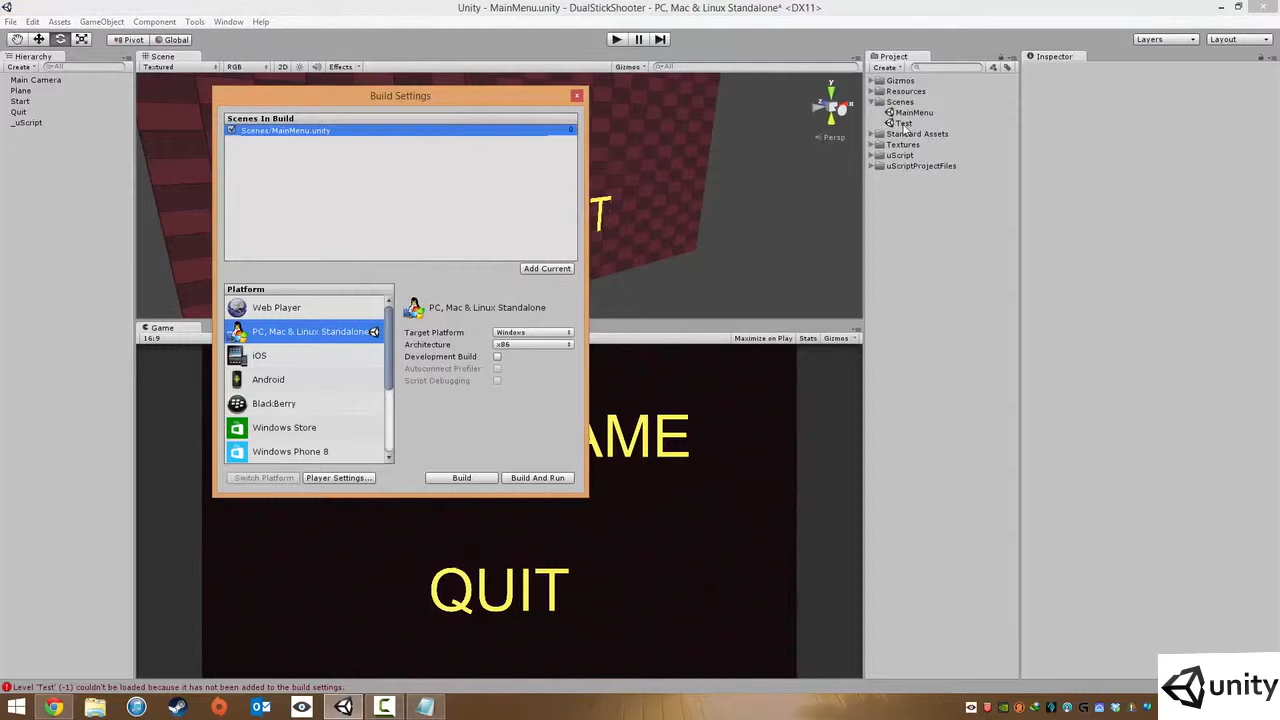 Unity - MainMenu.unity - DualStickShooter - PC, Mac & Linux Standalone* <DX11>
File Edit Assets GameObject Component Tools Window Help
Pivot Global Layers Layout
Hierarchy Scene Project Inspector
Create All Textured RGB 2D Effects Gizmos All Create
Main Camera
Plane
Start
Quit
_uScript
Build Settings
Scenes In Build
Scenes/MainMenu.unity 0
Add Current
Platform
Web Player
PC, Mac & Linux Standalone
iOS
Android
BlackBerry
Windows Store
Windows Phone 8
PC, Mac & Linux Standalone
Target Platform Windows
Architecture x86
Development Build
Autoconnect Profiler
Script Debugging
Switch Platform Player Settings... Build Build And Run
y
x
z
Persp
T
Gizmos
Resources
Scenes
MainMenu
Test
Standard Assets
Textures
uScript
uScriptProjectFiles
Game
16:9 Maximize on Play Stats Gizmos
AME
QUIT
Level 'Test' (-1) couldn't be loaded because it has not been added to the build settings.
unity